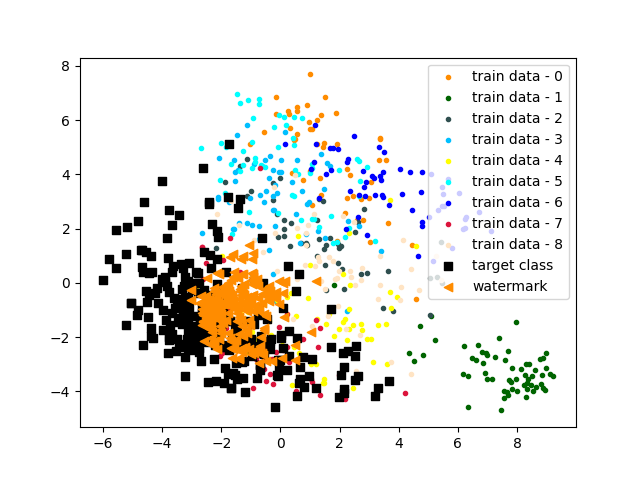 8
6
4
2
0
−2
−4
−6
−4
−2
0
2
4
6
8
train data - 0
train data - 1
train data - 2
train data - 3
train data - 4
train data - 5
train data - 6
train data - 7
train data - 8
target class
watermark